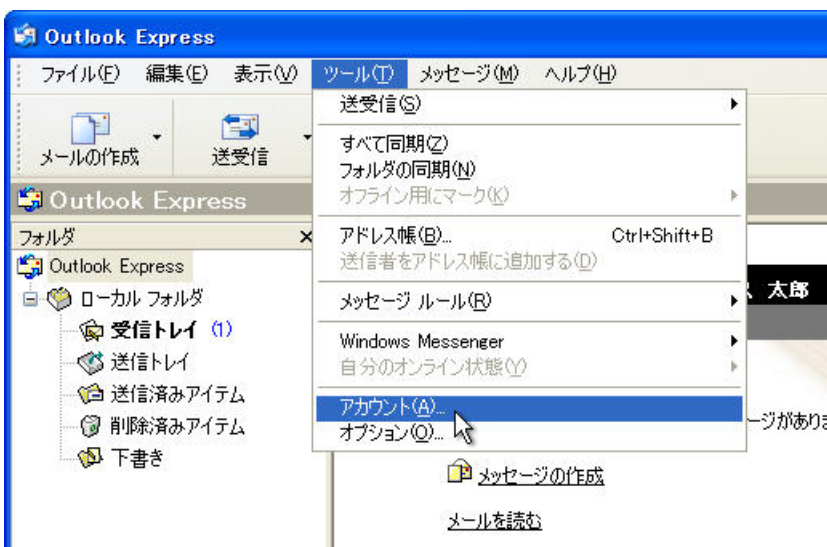 Outlook Express
ファイル(F) 編集(E) 表示(V) ツール(T) メッセージ(M) ヘルプ(H)
メールの作成 送受信
Outlook Express
フォルダ
Outlook Express
ローカル フォルダ
受信トレイ (1)
送信トレイ
送信済みアイテム
削除済みアイテム
下書き
送受信(S)
すべて同期(Z)
フォルダの同期(N)
オフライン用にマーク(K)
アドレス帳(B)... Ctrl+Shift+B
送信者をアドレス帳に追加する(D)
メッセージ ルール(R)
Windows Messenger
自分のオンライン状態(Y)
アカウント(A)...
オプション(O)...
太郎
ージがありま
メッセージの作成
メールを読む